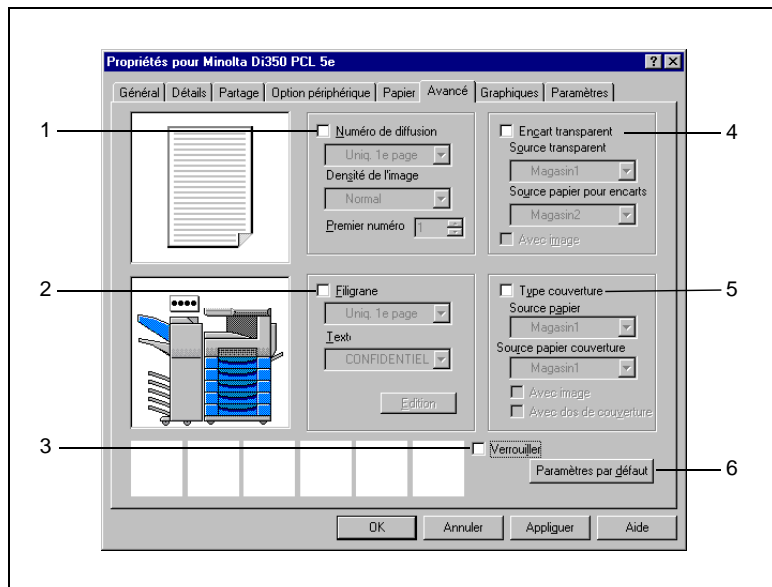 Propriétés pour Minolta Di350 PCL 5e
Général Détails Partage Option périphérique Papier Avancé Graphiques Paramètres
1
Numéro de diffusion
Uniq. 1e page
Densité de l'image
Normal
Premier numéro 1
4
Encart transparent
Source transparent
Magasin1
Source papier pour encarts
Magasin2
Avec image
2
Filigrane
Uniq. 1e page
Text
CONFIDENTIEL
Edition
5
Type couverture
Source papier
Magasin1
Source papier couverture
Magasin1
Avec image
Avec dos de couverture
3
Verrouiller
Paramètres par défaut
6
OK Annuler Appliquer Aide